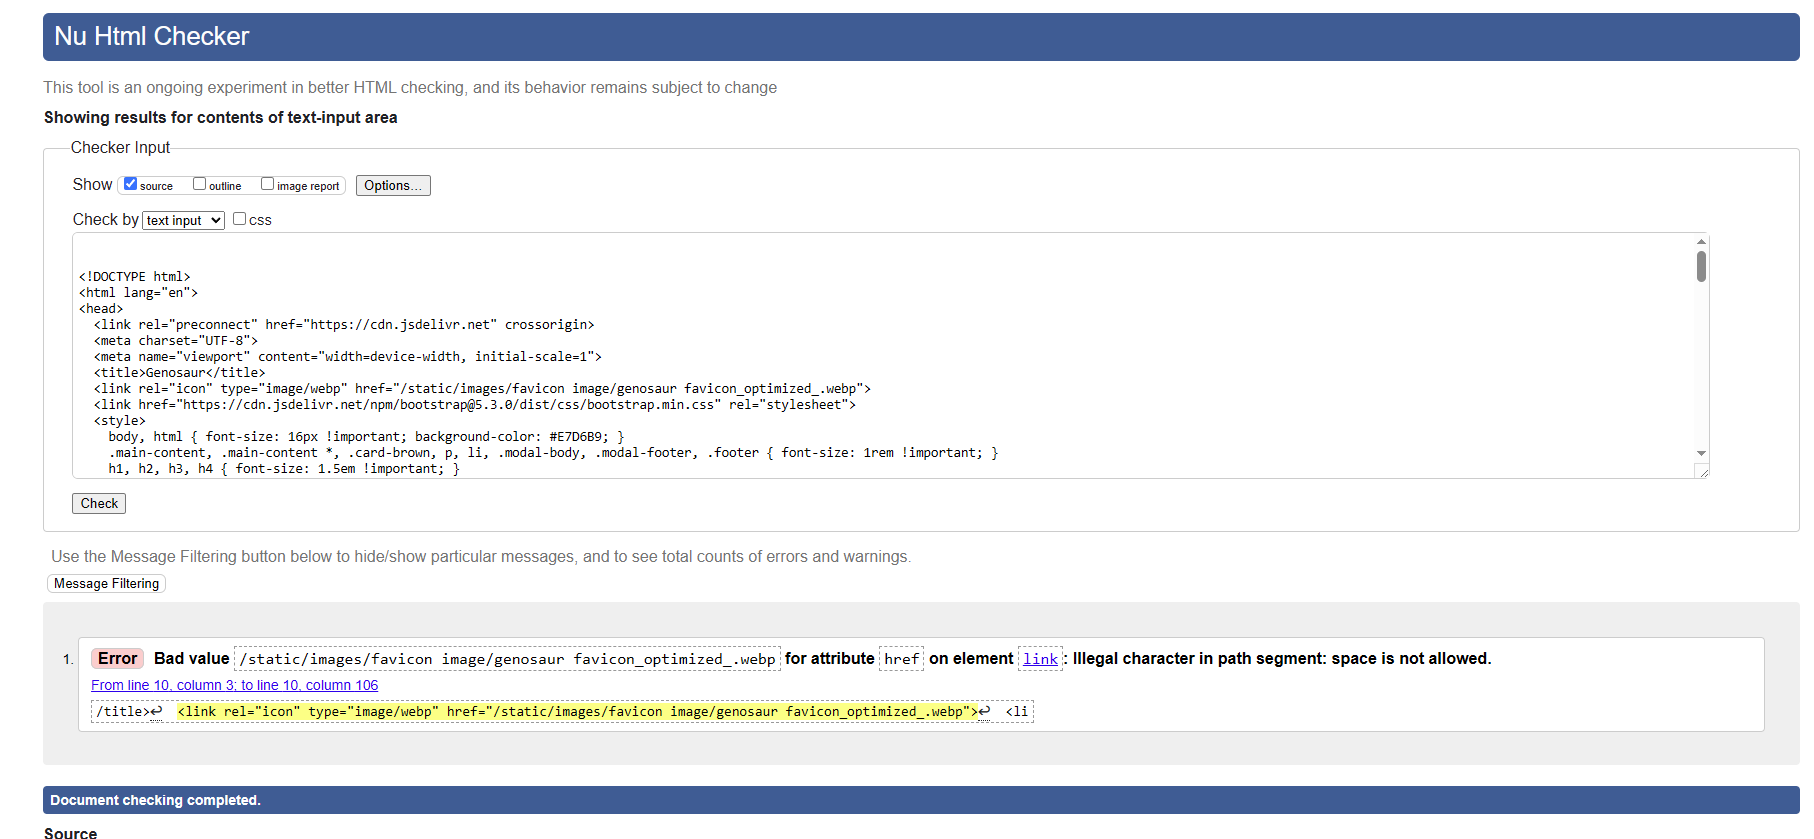 Nu Html Checker
This tool is an ongoing experiment in better HTML checking, and its behavior remains subject to change
Showing results for contents of text-input area
Checker Input
Show source outline image report Options...
Check by text input css
<!DOCTYPE html>
<html lang="en">
<head>
  <link rel="preconnect" href="https://cdn.jsdelivr.net" crossorigin>
  <meta charset="UTF-8">
  <meta name="viewport" content="width=device-width, initial-scale=1">
  <title>Genosaur</title>
  <link rel="icon" type="image/webp" href="/static/images/favicon image/genosaur favicon_optimized_.webp">
  <link href="https://cdn.jsdelivr.net/npm/bootstrap@5.3.0/dist/css/bootstrap.min.css" rel="stylesheet">
  <style>
    body, html { font-size: 16px !important; background-color: #E7D6B9; }
    .main-content, .main-content *, .card-brown, p, li, .modal-body, .modal-footer, .footer { font-size: 1rem !important; }
    h1, h2, h3, h4 { font-size: 1.5em !important; }
Check
Use the Message Filtering button below to hide/show particular messages, and to see total counts of errors and warnings.
Message Filtering
1. Error Bad value /static/images/favicon image/genosaur favicon_optimized_.webp for attribute href on element link: Illegal character in path segment: space is not allowed.
From line 10, column 3; to line 10, column 106
/title>↩  <link rel="icon" type="image/webp" href="/static/images/favicon image/genosaur favicon_optimized_.webp">↩  <li
Document checking completed.
Source